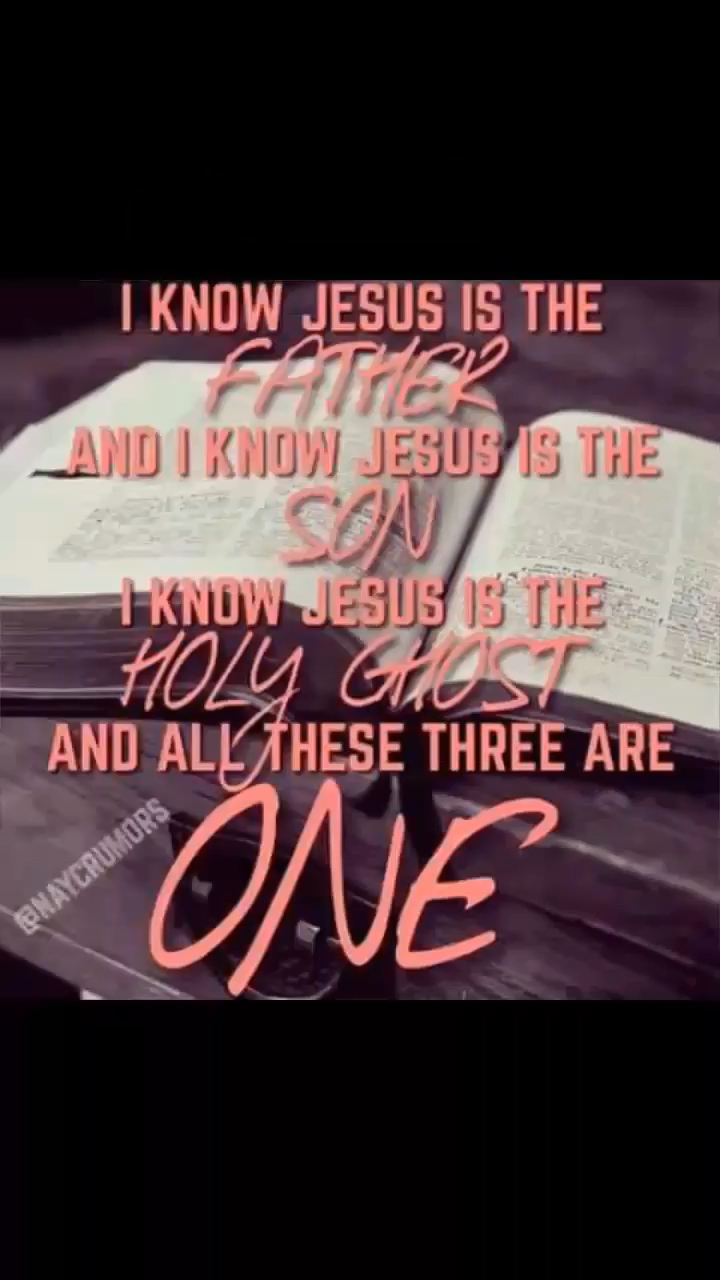 I KNOW JESUS IS THE
FATHER
AND I KNOW JESUS IS THE
SON
I KNOW JESUS IS THE
HOLY GHOST
AND ALL THESE THREE ARE
ONE
@NAYCRUMORS